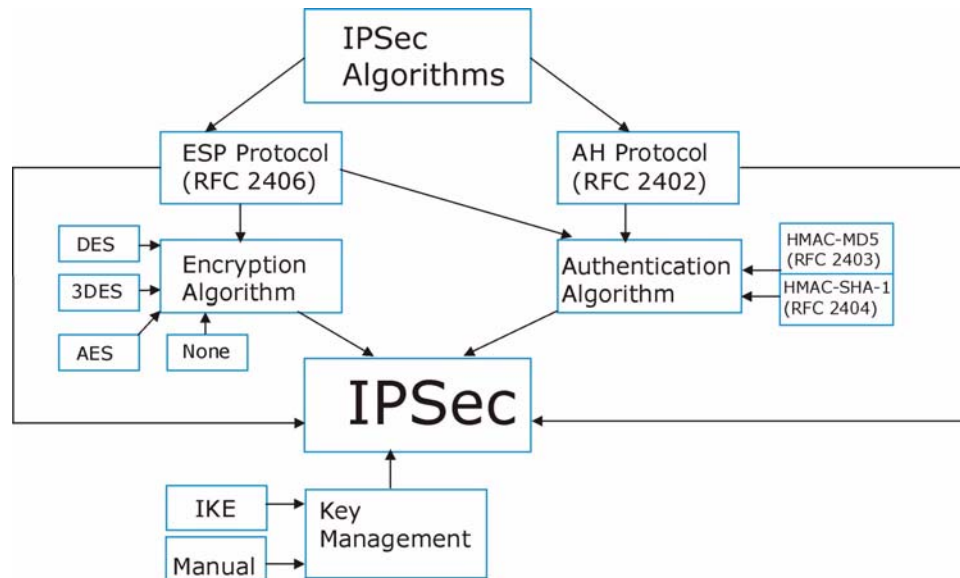 IPSec
Algorithms
ESP Protocol
(RFC 2406)
AH Protocol
(RFC 2402)
DES
3DES
AES
None
Encryption
Algorithm
Authentication
Algorithm
HMAC-MD5
(RFC 2403)
HMAC-SHA-1
(RFC 2404)
IPSec
IKE
Manual
Key
Management